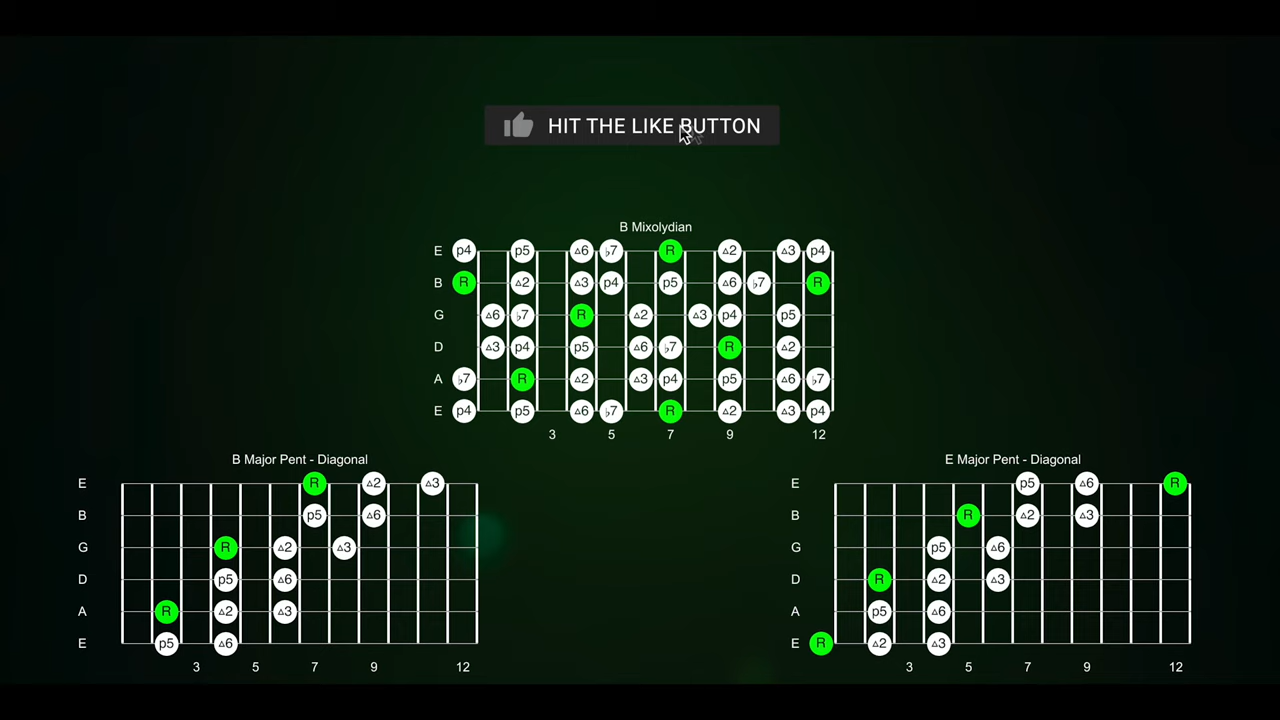 HIT THE LIKE BUTTON
B Mixolydian
E p4 p5 △6 ♭7 R △2 △3 p4
B R △2 △3 p4 p5 △6 ♭7 R
G △6 ♭7 R △2 △3 p4 p5
D △3 p4 p5 △6 ♭7 R △2
A ♭7 R △2 △3 p4 p5 △6 ♭7
E p4 p5 △6 ♭7 R △2 △3 p4
3 5 7 9 12
B Major Pent - Diagonal
E R △2 △3
B p5 △6
G R △2 △3
D p5 △6
A R △2 △3
E p5 △6
3 5 7 9 12
E Major Pent - Diagonal
E p5 △6 R
B R △2 △3
G p5 △6
D R △2 △3
A p5 △6
E R △2 △3
3 5 7 9 12